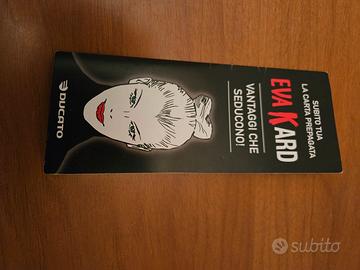 SUBITO TUA
LA CARTA PREPAGATA
EVA KARD
VANTAGGI CHE
SEDUCONO!
DUCATO
subito